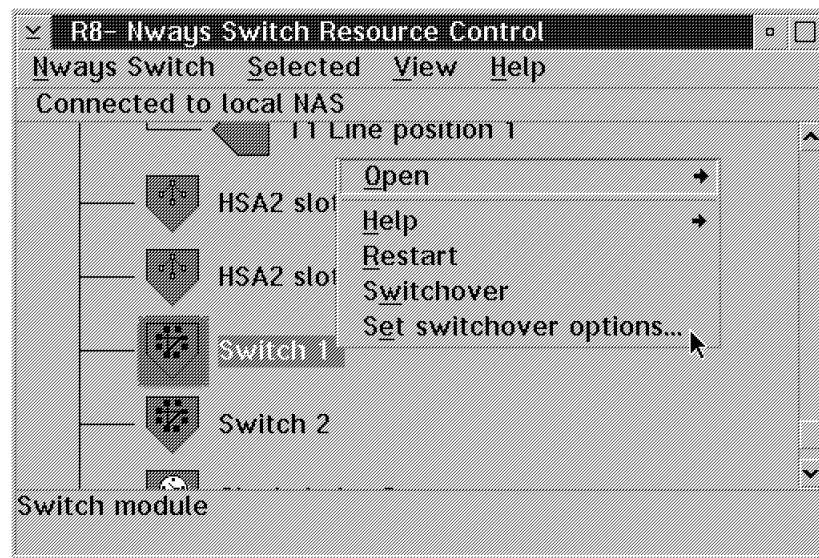 R8- Nways Switch Resource Control
Nways Switch Selected View Help
Connected to local NAS
T1 Line position 1
Open
HSA2 slot
Help
Restart
HSA2 slot
Switchover
Set switchover options...
Switch 1
Switch 2
Switch module